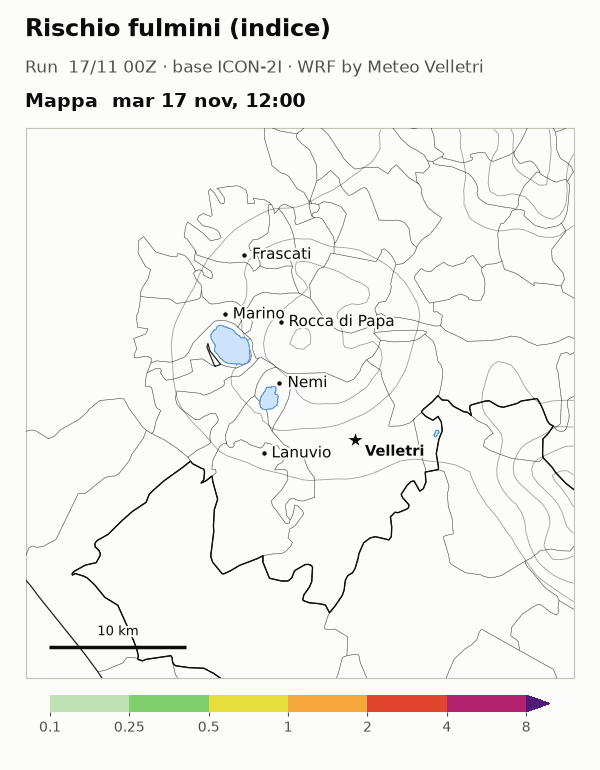 Rischio fulmini (indice)
Run  17/11 00Z · base ICON-2I · WRF by Meteo Velletri
Mappa  mar 17 nov, 12:00
Frascati
Marino
Rocca di Papa
Nemi
Velletri
Lanuvio
10 km
0.1 0.25 0.5 1 2 4 8